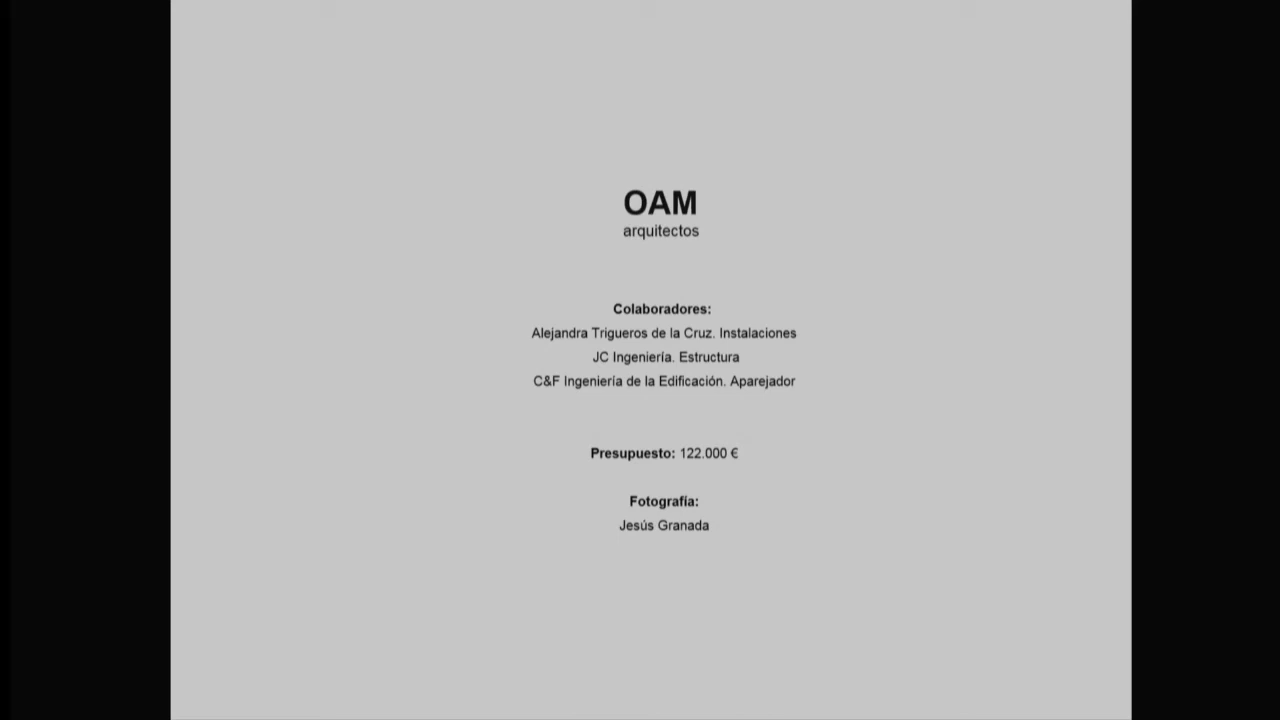 OAM
arquitectos
Colaboradores:
Alejandra Trigueros de la Cruz. Instalaciones
JC Ingeniería. Estructura
C&F Ingeniería de la Edificación. Aparejador
Presupuesto: 122.000 €
Fotografía:
Jesús Granada